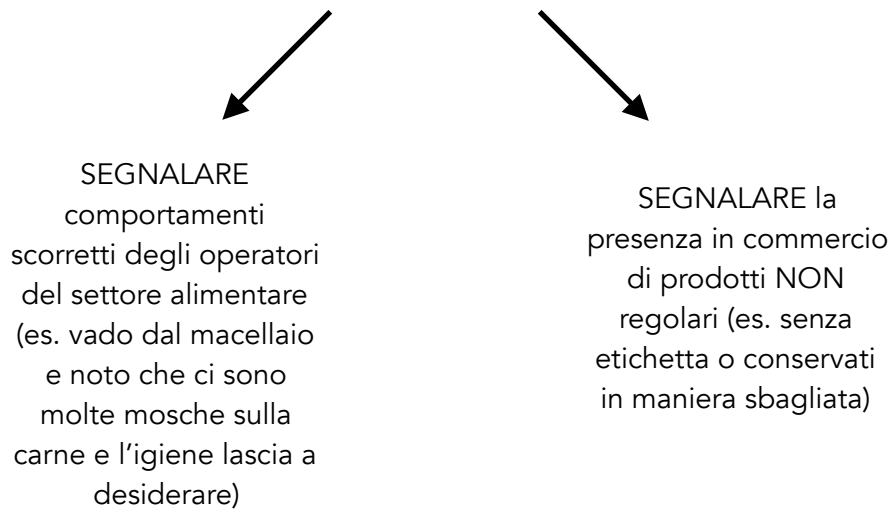 SEGNALARE
comportamenti
scorretti degli operatori
del settore alimentare
(es. vado dal macellaio
e noto che ci sono
molte mosche sulla
carne e l'igiene lascia a
desiderare)
SEGNALARE la
presenza in commercio
di prodotti NON
regolari (es. senza
etichetta o conservati
in maniera sbagliata)